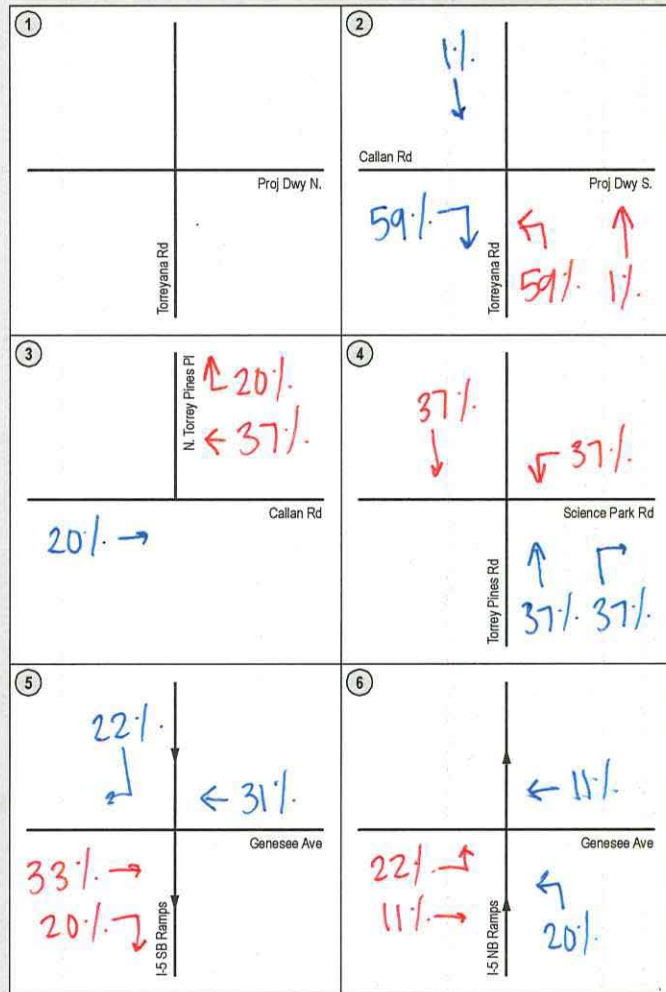 1
Proj Dwy N.
Torreyana Rd
2
1%
Callan Rd
Proj Dwy S.
59%
Torreyana Rd
59% 1%
3
N. Torrey Pines Pl
20%
37%
Callan Rd
20%
4
37%
37%
Science Park Rd
Torrey Pines Rd
37% 37%
5
22%
31%
Genesee Ave
33%
20%
I-5 SB Ramps
6
11%
Genesee Ave
22%
11%
I-5 NB Ramps
20%